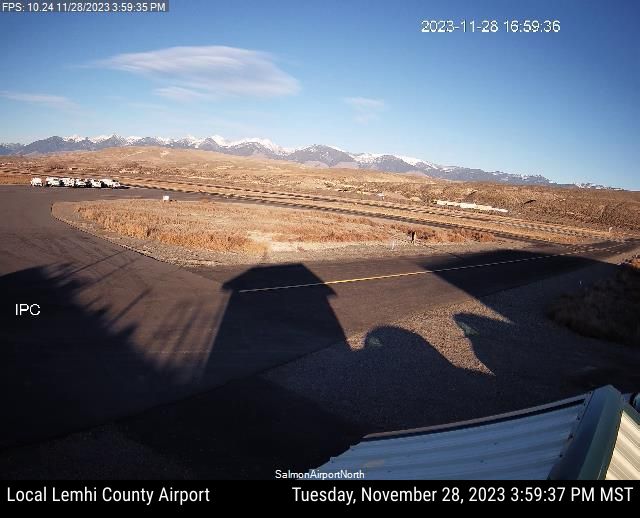 FPS: 10.24 11/28/2023 3:59:35 PM
2023-11-28 16:59:36
IPC
SalmonAirportNorth
Local Lemhi County Airport Tuesday, November 28, 2023 3:59:37 PM MST